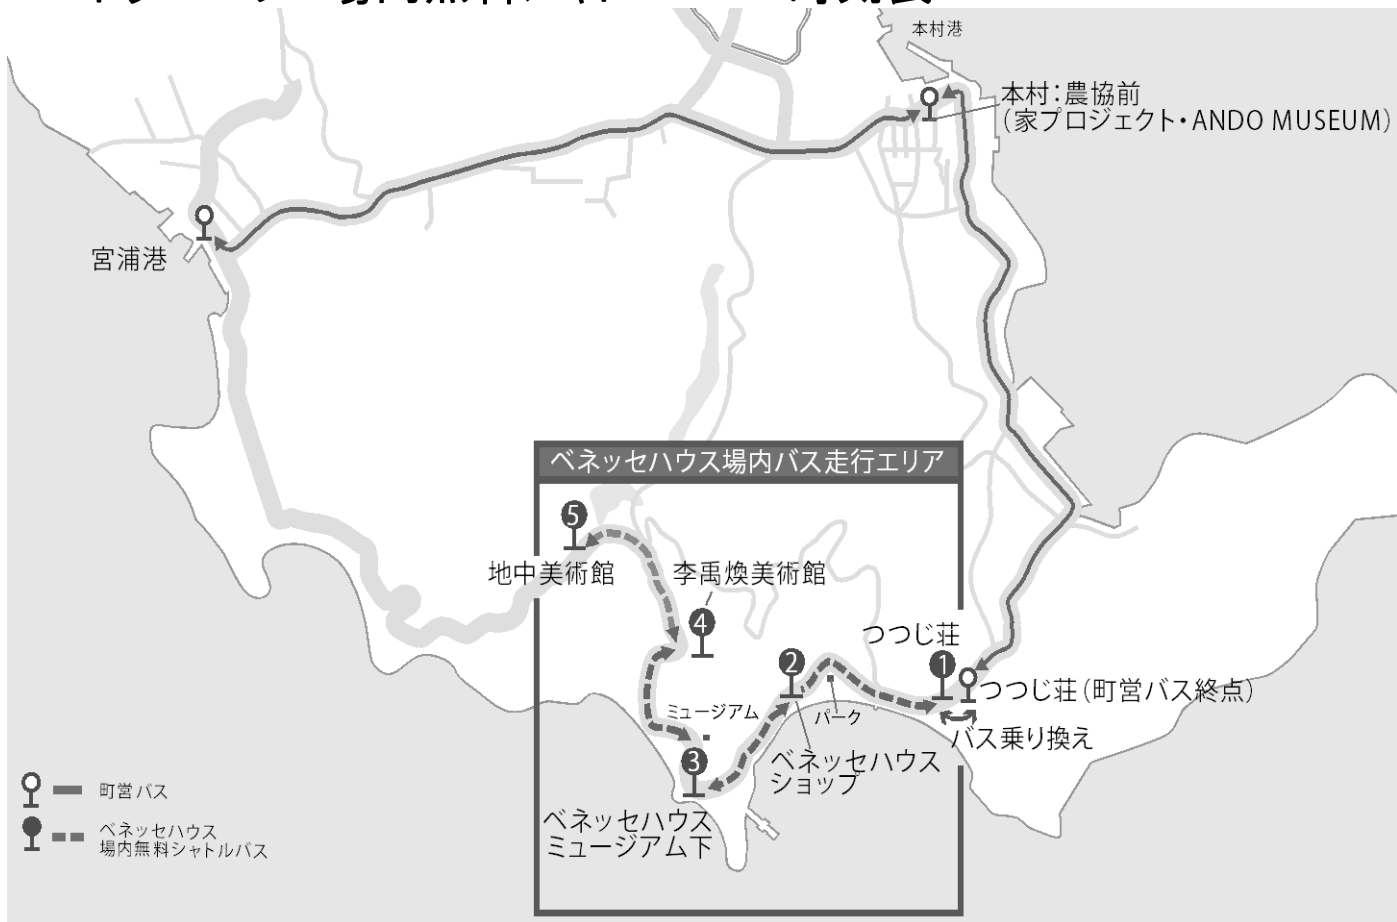 本村港
本村：農協前
（家プロジェクト・ANDO MUSEUM）
宮浦港
ベネッセハウス場内バス走行エリア
5
地中美術館
李禹煥美術館
4
つつじ荘
2
1
つつじ荘（町営バス終点）
ミュージアム
パーク
バス乗り換え
3
ベネッセハウス
ショップ
ベネッセハウス
ミュージアム下
町営バス
ベネッセハウス
場内無料シャトルバス